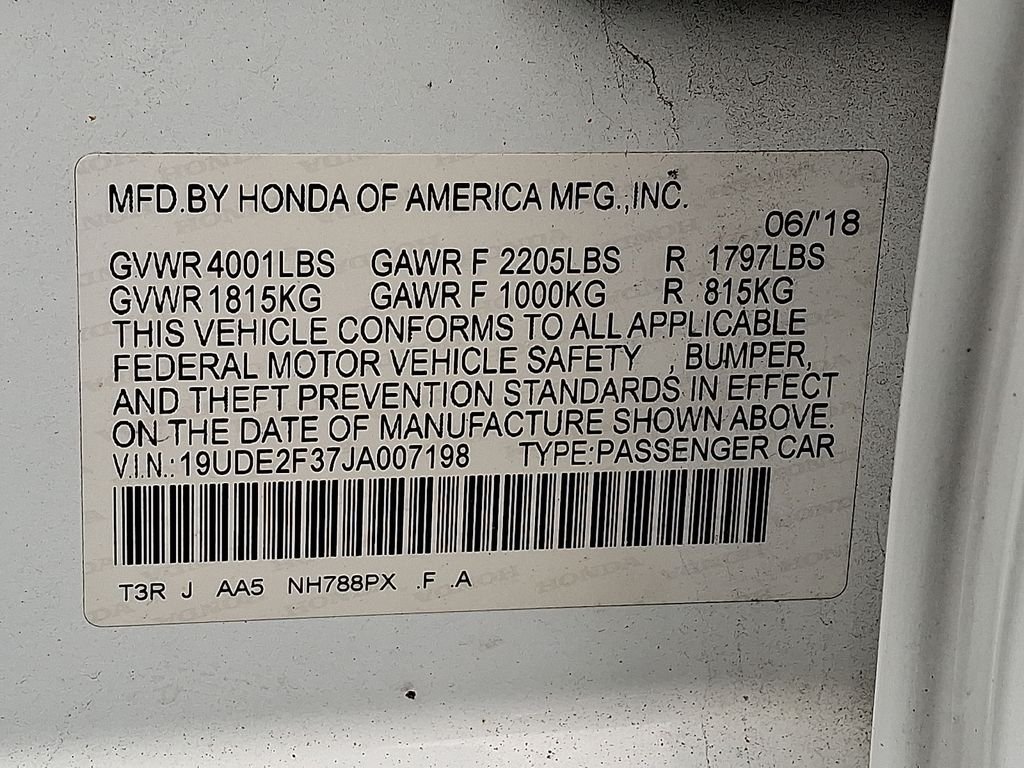 MFD.BY HONDA OF AMERICA MFG.,INC.
06/'18
GVWR 4001LBS GAWR F 2205LBS R 1797LBS
GVWR 1815KG GAWR F 1000KG R 815KG
THIS VEHICLE CONFORMS TO ALL APPLICABLE
FEDERAL MOTOR VEHICLE SAFETY , BUMPER,
AND THEFT PREVENTION STANDARDS IN EFFECT
ON THE DATE OF MANUFACTURE SHOWN ABOVE.
V.I.N.:19UDE2F37JA007198 TYPE:PASSENGER CAR
T3R J AA5 NH788PX .F .A